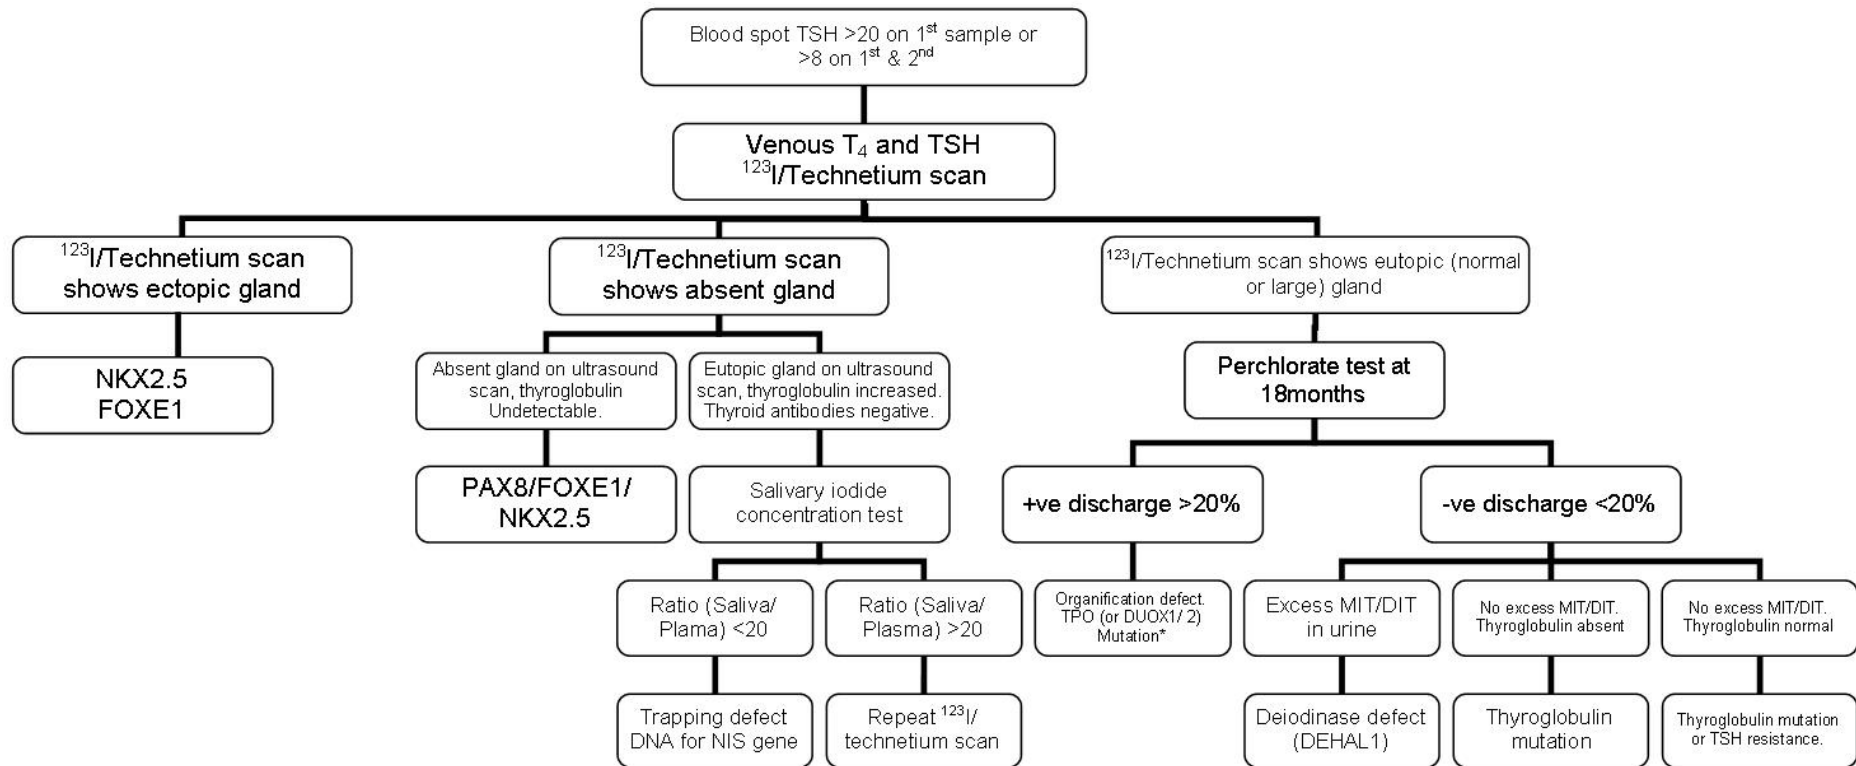 Blood spot TSH >20 on 1st sample or
>8 on 1st & 2nd
Venous T4 and TSH
123I/Technetium scan
123I/Technetium scan
shows ectopic gland
123I/Technetium scan
shows absent gland
123I/Technetium scan shows eutopic (normal
or large) gland
NKX2.5
FOXE1
Absent gland on ultrasound
scan, thyroglobulin
Undetectable.
Eutopic gland on ultrasound
scan, thyroglobulin increased.
Thyroid antibodies negative.
Perchlorate test at
18months
PAX8/FOXE1/
NKX2.5
Salivary iodide
concentration test
+ve discharge >20%
-ve discharge <20%
Ratio (Saliva/
Plama) <20
Ratio (Saliva/
Plasma) >20
Organification defect.
TPO (or DUOX1/ 2)
Mutation*
Excess MIT/DIT
in urine
No excess MIT/DIT.
Thyroglobulin absent
No excess MIT/DIT.
Thyroglobulin normal
Trapping defect
DNA for NIS gene
Repeat 123I/
technetium scan
Deiodinase defect
(DEHAL1)
Thyroglobulin
mutation
Thyroglobulin mutation
or TSH resistance.